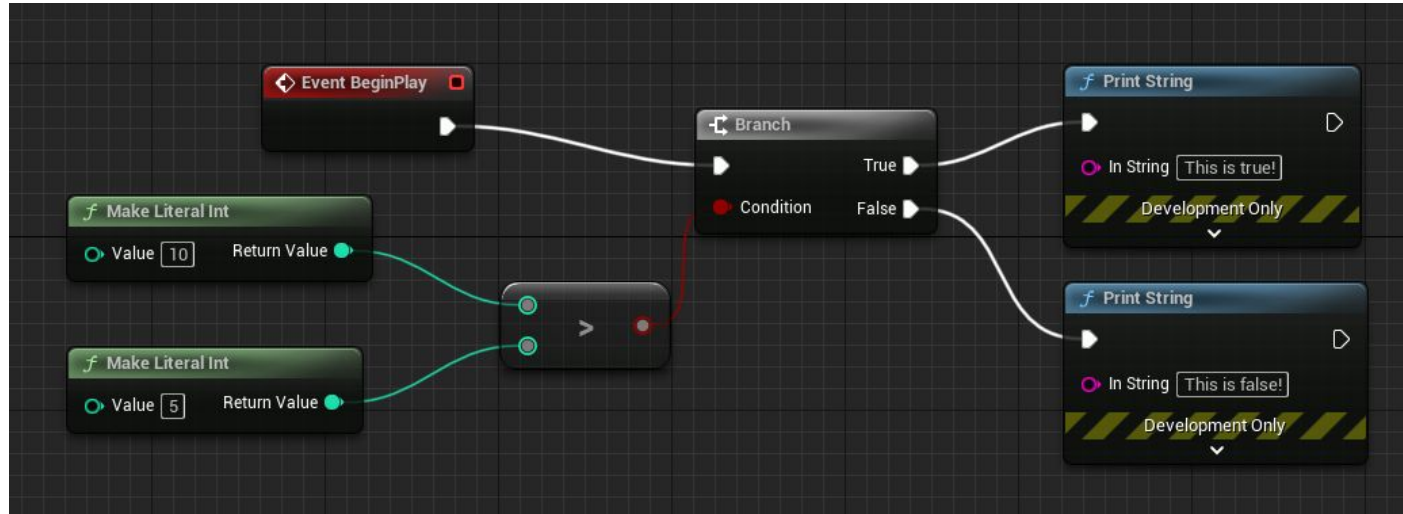 Event BeginPlay
Branch
True
Condition False
Make Literal Int
Value 10 Return Value
Make Literal Int
Value 5 Return Value
>
Print String
In String This is true!
Development Only
Print String
In String This is false!
Development Only